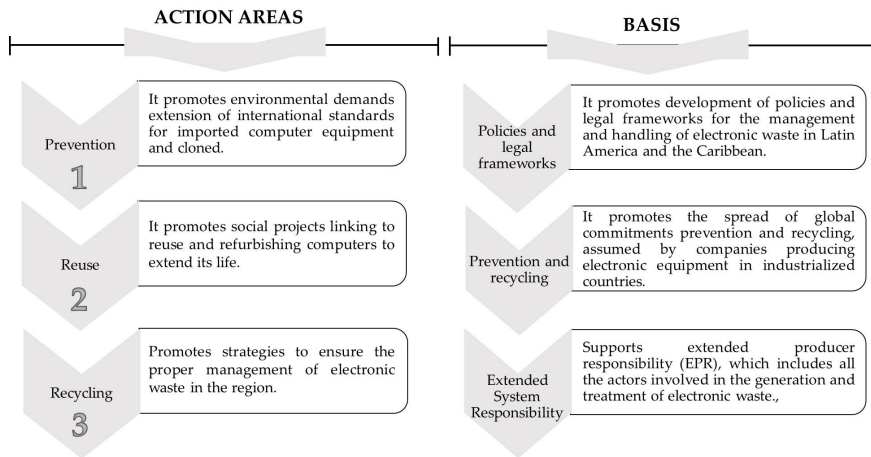 ACTION AREAS
Prevention
1
It promotes environmental demands
extension of international standards
for imported computer equipment
and cloned.
Reuse
2
It promotes social projects linking to
reuse and refurbishing computers to
extend its life.
Recycling
3
Promotes strategies to ensure the
proper management of electronic
waste in the region.
BASIS
Policies and
legal
frameworks
It promotes development of policies and
legal frameworks for the management
and handling of electronic waste in Latin
America and the Caribbean.
Prevention and
recycling
It promotes the spread of global
commitments prevention and recycling,
assumed by companies producing
electronic equipment in industrialized
countries.
Extended
System
Responsibility
Supports extended producer
responsibility (EPR), which includes all
the actors involved in the generation and
treatment of electronic waste.,